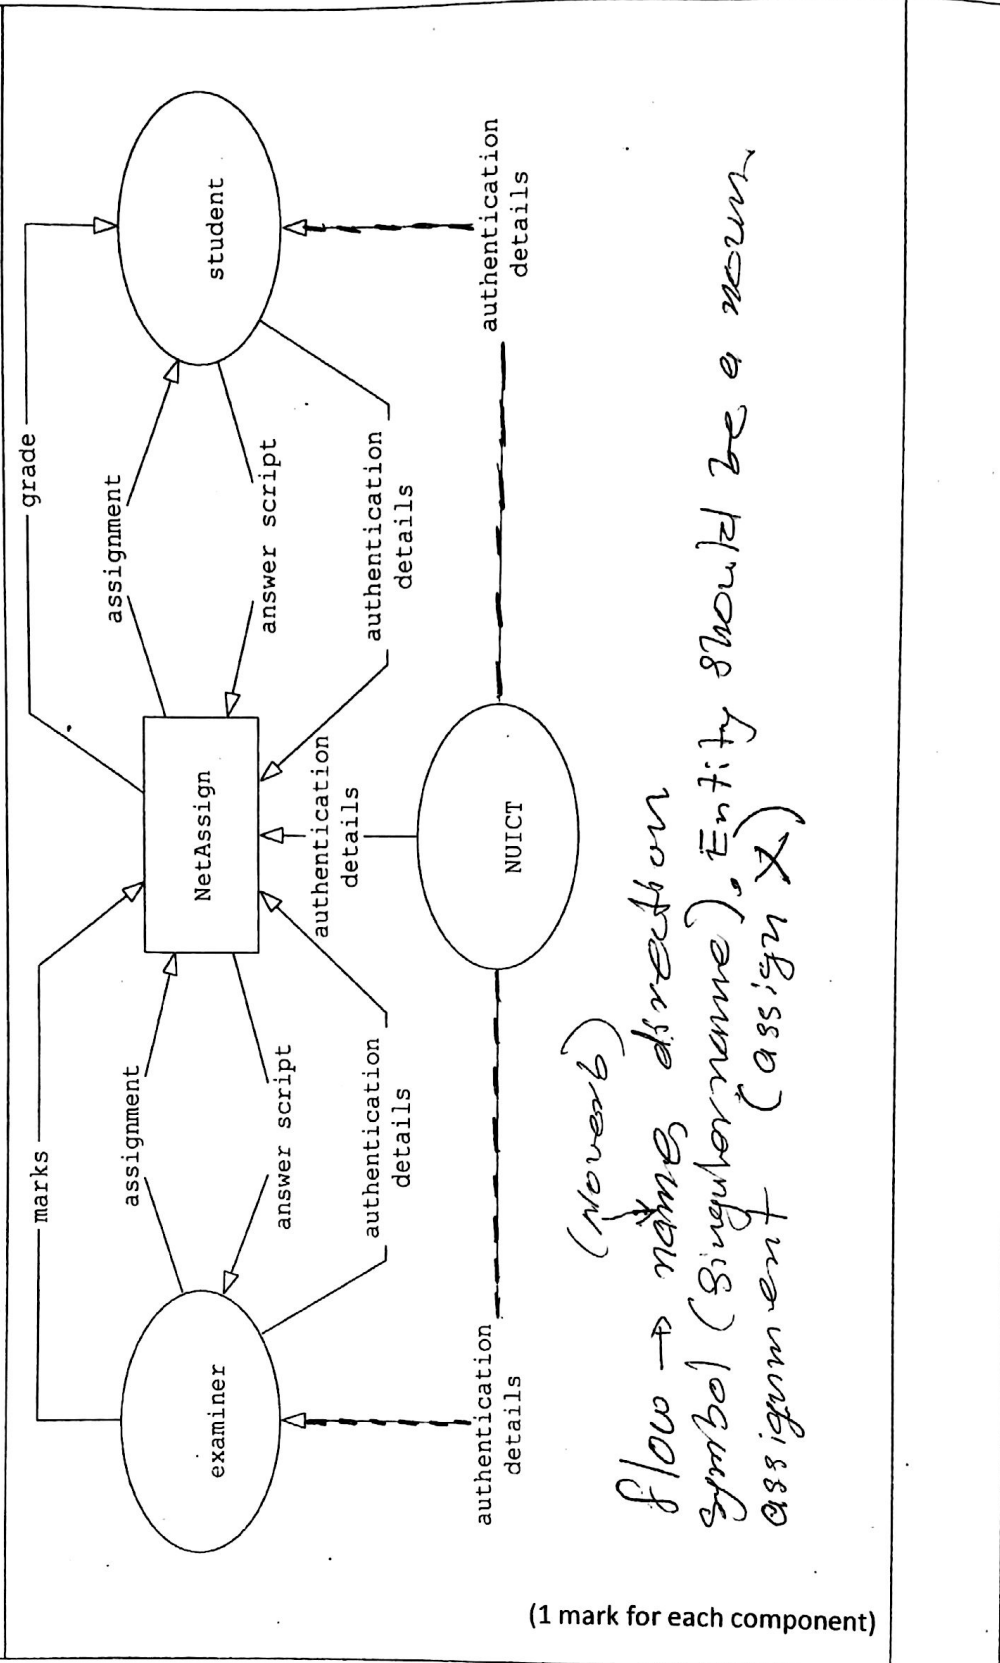 marks
grade
assignment
assignment
examiner
NetAssign
student
answer script
answer script
authentication
details
authentication
details
authentication
details
authentication
details
NUICT
authentication
details
(noverb)
flow → name direction
symbol (singularname). Entity should be a noun
assignment (assign X)
(1 mark for each component)